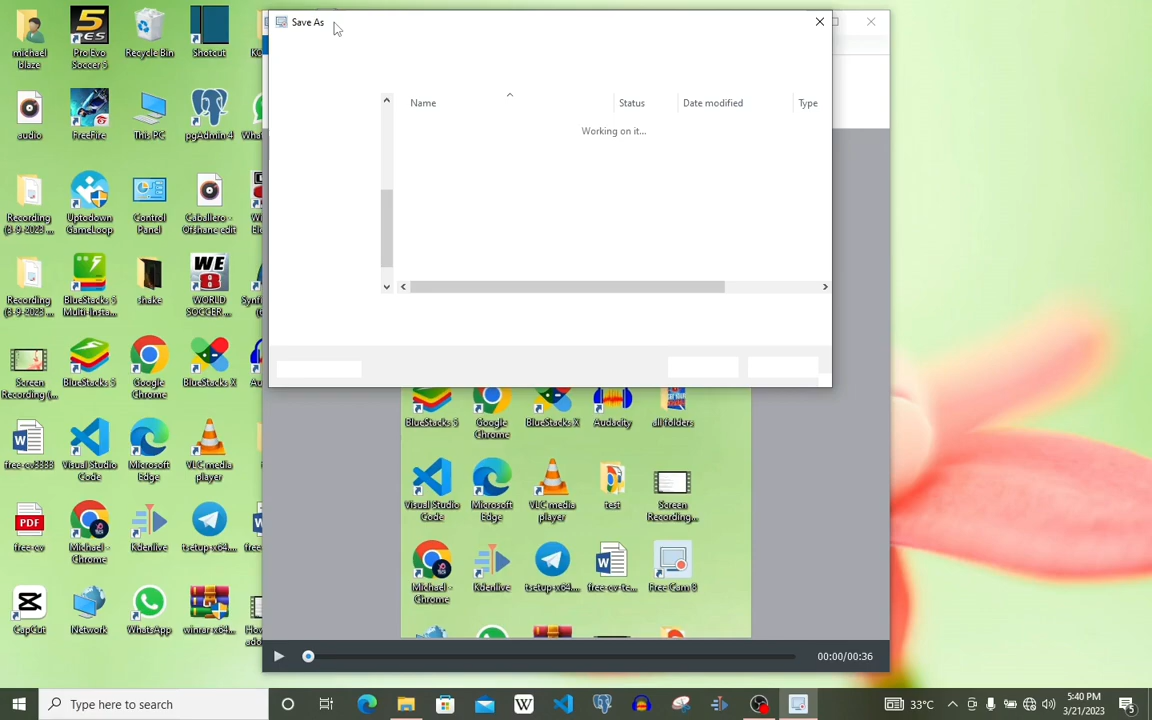 Save As
Name
Status
Date modified
Type
Working on it...
michael
blaze
Pro Evo
Soccer 5
Recycle Bin
Shotcut
audio
FreeFire
This PC
pgAdmin 4
Recording
(3-9-2023 ...
Uptodown
GameLoop
Control
Panel
Caballero -
Ofshane edit
Recording
(3-9-2023 ...
BlueStacks 5
Multi-Insta...
shake
WORLD
SOCCER ...
Screen
Recording (...
BlueStacks 5
Google
Chrome
BlueStacks X
free-cv3333
Visual Studio
Code
Microsoft
Edge
VLC media
player
PDF
free-cv
Michael -
Chrome
Kdenlive
tsetup-x64....
CapCut
Network
WhatsApp
winrar-x64...
BlueStacks 5
Google
Chrome
BlueStacks X
Audacity
all folders
Visual Studio
Code
Microsoft
Edge
VLC media
player
test
Screen
Recording...
Michael -
Chrome
Kdenlive
tsetup-x64....
free-cv-te...
Free Cam 8
00:00/00:36
Type here to search
33°C
5:40 PM
3/21/2023
5